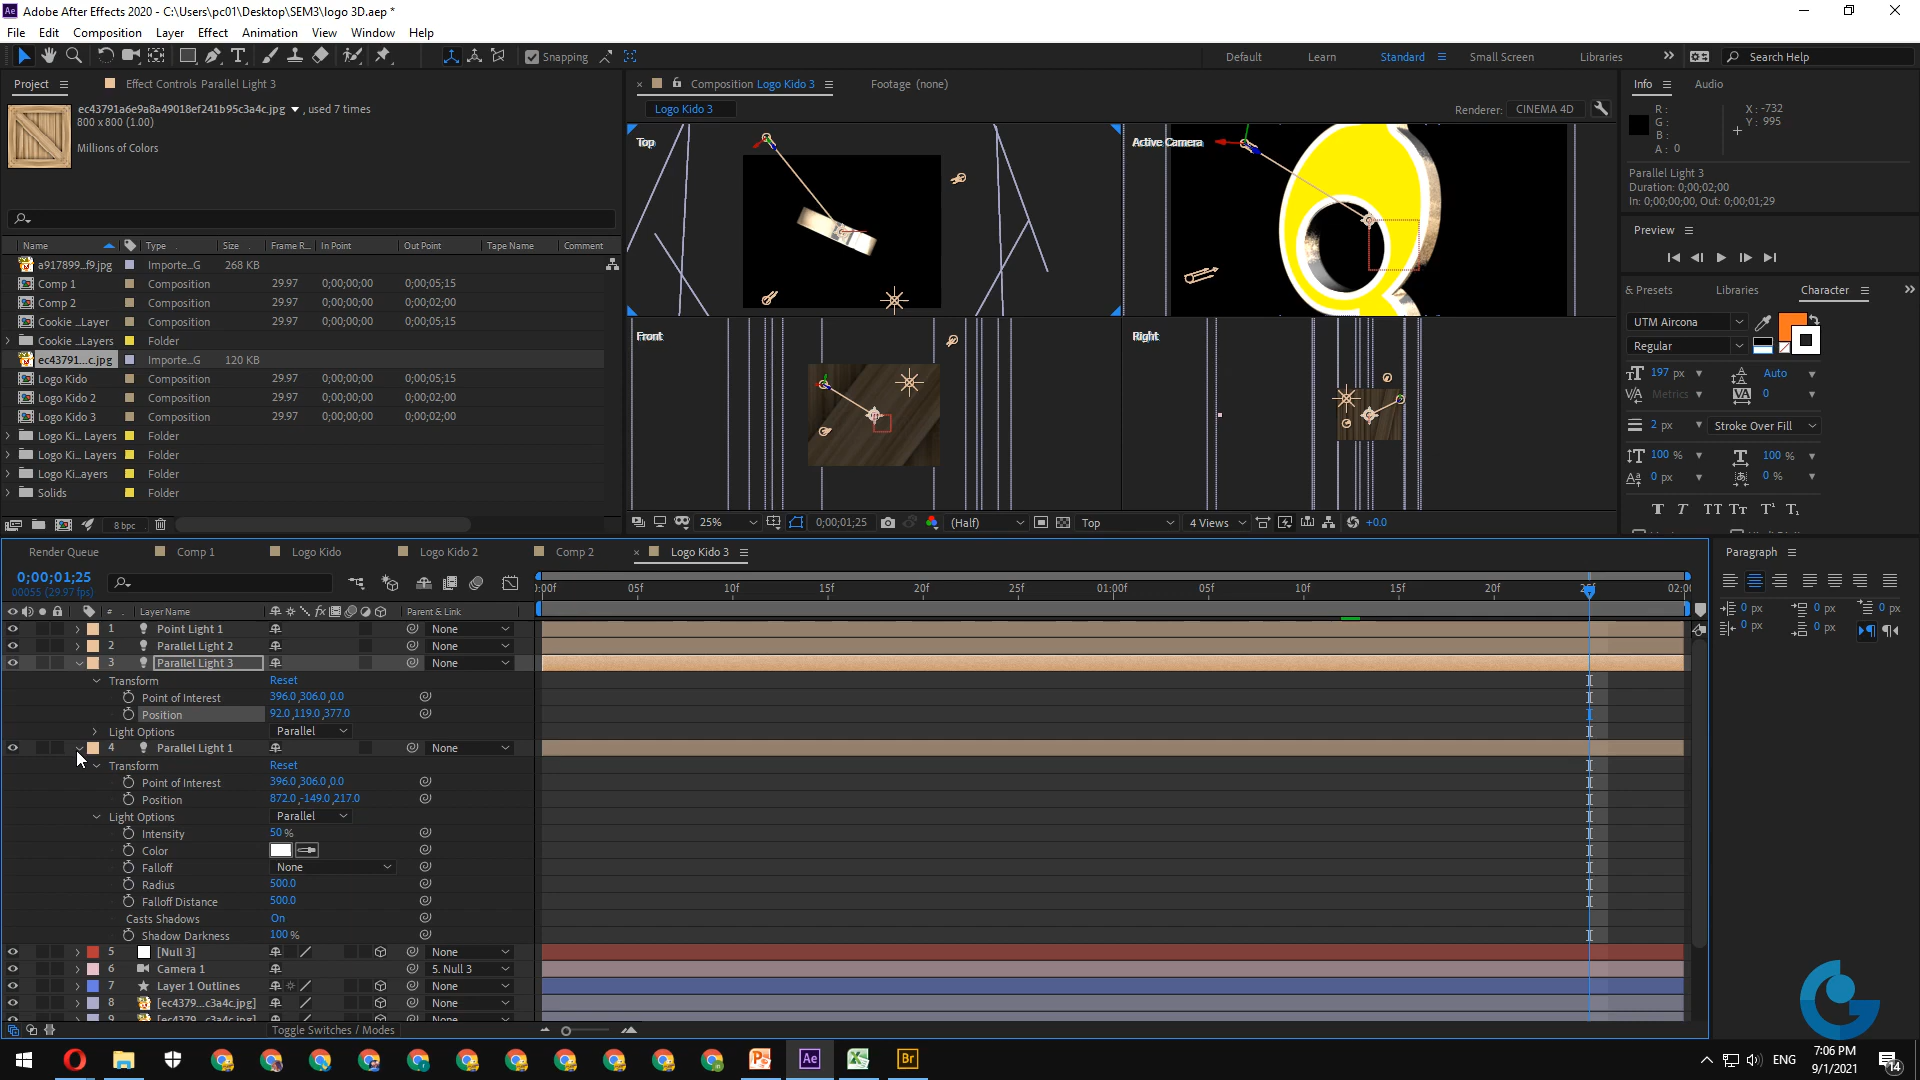 Adobe After Effects 2020 - C:\Users\pc01\Desktop\SEM3\logo 3D.aep *
File Edit Composition Layer Effect Animation View Window Help
Snapping
Default Learn Standard Small Screen Libraries Search Help
Project Effect Controls Parallel Light 3
ec43791a6e9a8a49018ef241b95c3a4c.jpg , used 7 times
800 x 800 (1.00)
Millions of Colors
Name Type Size Frame R... In Point Out Point Tape Name Comment
a917899...f9.jpg Importe...G 268 KB
Comp 1 Composition 29.97 0;00;00;00 0;00;05;15
Comp 2 Composition 29.97 0;00;00;00 0;00;02;00
Cookie ...Layer Composition 29.97 0;00;00;00 0;00;05;15
Cookie ...Layers Folder
ec43791...c.jpg Importe...G 120 KB
Logo Kido Composition 29.97 0;00;00;00 0;00;05;15
Logo Kido 2 Composition 29.97 0;00;00;00 0;00;02;00
Logo Kido 3 Composition 29.97 0;00;00;00 0;00;02;00
Logo Ki... Layers Folder
Logo Ki... Layers Folder
Logo Ki...ayers Folder
Solids Folder
8 bpc
Composition Logo Kido 3 Footage (none)
Logo Kido 3 Renderer: CINEMA 4D
Top Active Camera
Front Right
25% 0;00;01;25 (Half) Top 4 Views +0.0
Info Audio
R: X: -732
G: Y: 995
B:
A: 0
Parallel Light 3
Duration: 0;00;02;00
In: 0;00;00;00, Out: 0;00;01;29
Preview
& Presets Libraries Character
UTM Aircona
Regular
197 px Auto
Metrics 0
2 px Stroke Over Fill
100 % 100 %
0 px 0 %
T T TT Tt T¹ T₁
Render Queue Comp 1 Logo Kido Logo Kido 2 Comp 2 Logo Kido 3
0;00;01;25
00055 (29.97 fps)
:00f 05f 10f 15f 20f 25f 01:00f 05f 10f 15f 20f 25f 02:00
# Layer Name fx Parent & Link
1 Point Light 1 None
2 Parallel Light 2 None
3 Parallel Light 3 None
Transform Reset
Point of Interest 396.0,306.0,0.0
Position 92.0,119.0,377.0
Light Options Parallel
4 Parallel Light 1 None
Transform Reset
Point of Interest 396.0,306.0,0.0
Position 872.0,-149.0,217.0
Light Options Parallel
Intensity 50 %
Color
Falloff None
Radius 500.0
Falloff Distance 500.0
Casts Shadows On
Shadow Darkness 100 %
5 [Null 3] None
6 Camera 1 5. Null 3
7 Layer 1 Outlines None
8 [ec4379...c3a4c.jpg] None
9 [ec4379...c3a4c.jpg] None
Toggle Switches / Modes
Paragraph
0 px 0 px 0 px
0 px 0 px
ENG 7:06 PM
9/1/2021
14